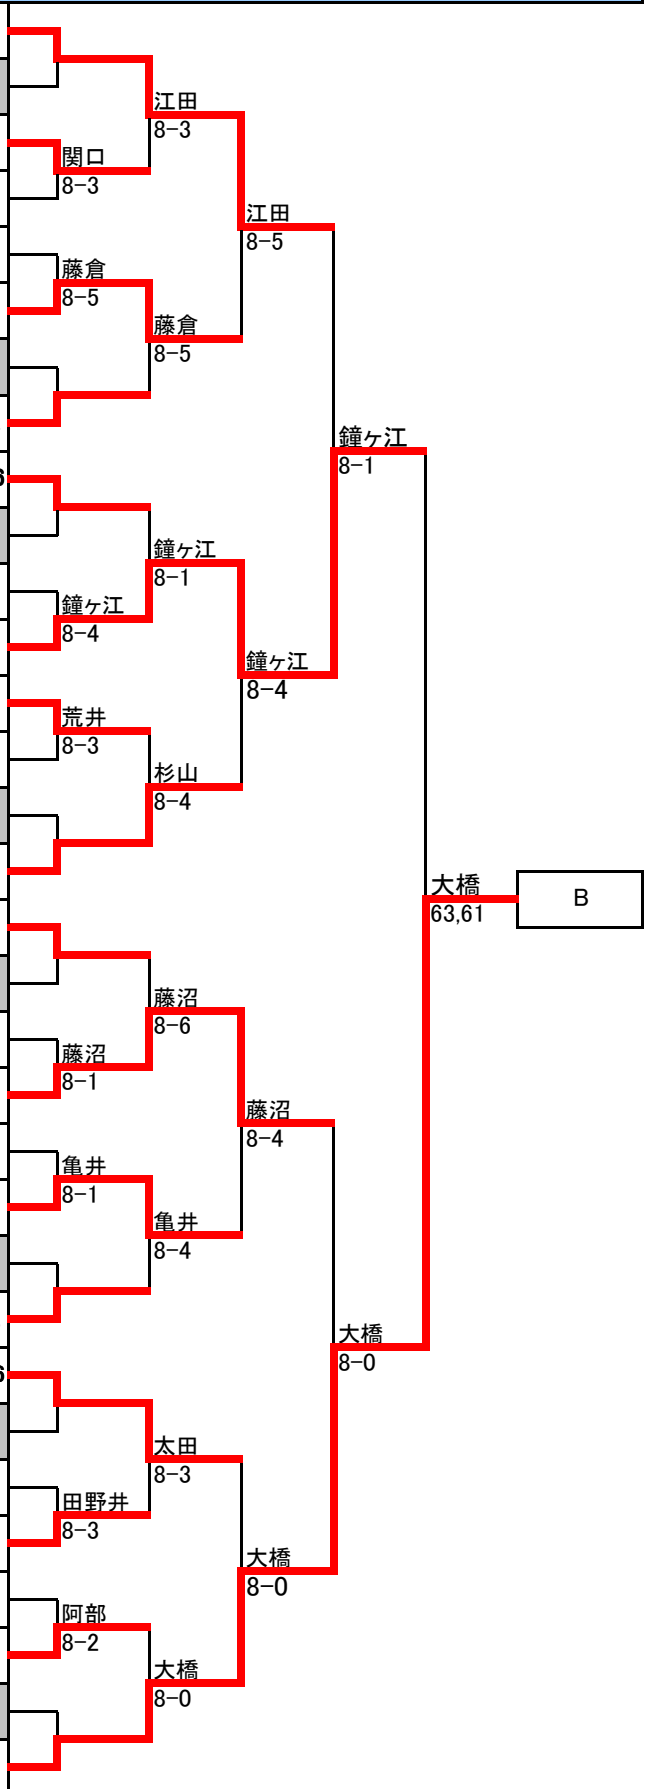 江田
8-3
関口
8-3
江田
8-5
藤倉
8-5
藤倉
8-5
鐘ヶ江
8-1
鐘ヶ江
8-1
鐘ヶ江
8-4
鐘ヶ江
8-4
荒井
8-3
杉山
8-4
大橋
63,61
B
藤沼
8-6
藤沼
8-1
藤沼
8-4
亀井
8-1
亀井
8-4
大橋
8-0
太田
8-3
田野井
8-3
大橋
8-0
阿部
8-2
大橋
8-0